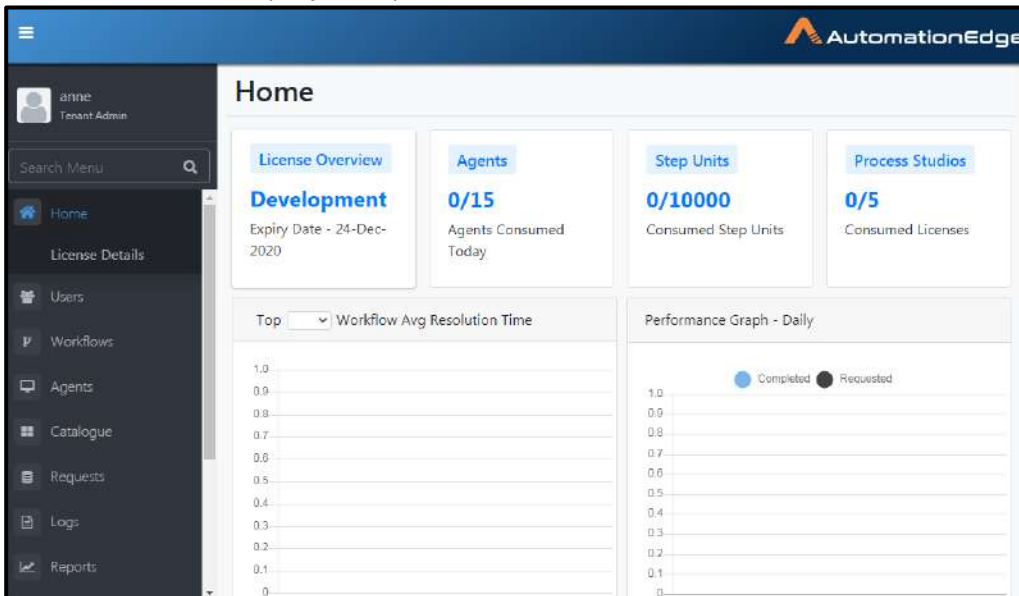 AutomationEdge
anne
Tenant Admin
Search Menu
Home
License Details
Users
Workflows
Agents
Catalogue
Requests
Logs
Reports
Home
License Overview
Development
Expiry Date - 24-Dec-
2020
Agents
0/15
Agents Consumed
Today
Step Units
0/10000
Consumed Step Units
Process Studios
0/5
Consumed Licenses
Top Workflow Avg Resolution Time
1.0
0.9
0.8
0.7
0.6
0.5
0.4
0.3
0.2
0.1
0
Performance Graph - Daily
Completed Requested
1.0
0.9
0.8
0.7
0.6
0.5
0.4
0.3
0.2
0.1
0